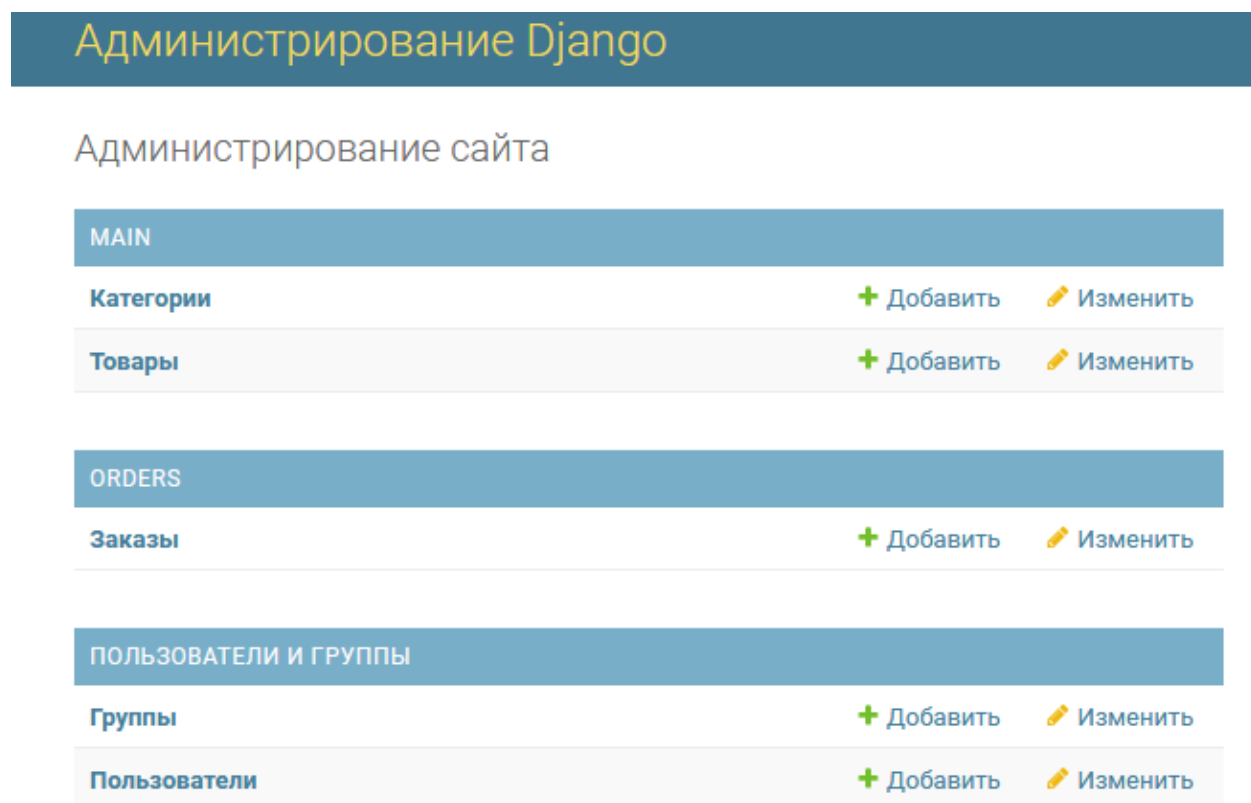 Администрирование Django
Администрирование сайта
MAIN
Категории Добавить Изменить
Товары Добавить Изменить
ORDERS
Заказы Добавить Изменить
ПОЛЬЗОВАТЕЛИ И ГРУППЫ
Группы Добавить Изменить
Пользователи Добавить Изменить